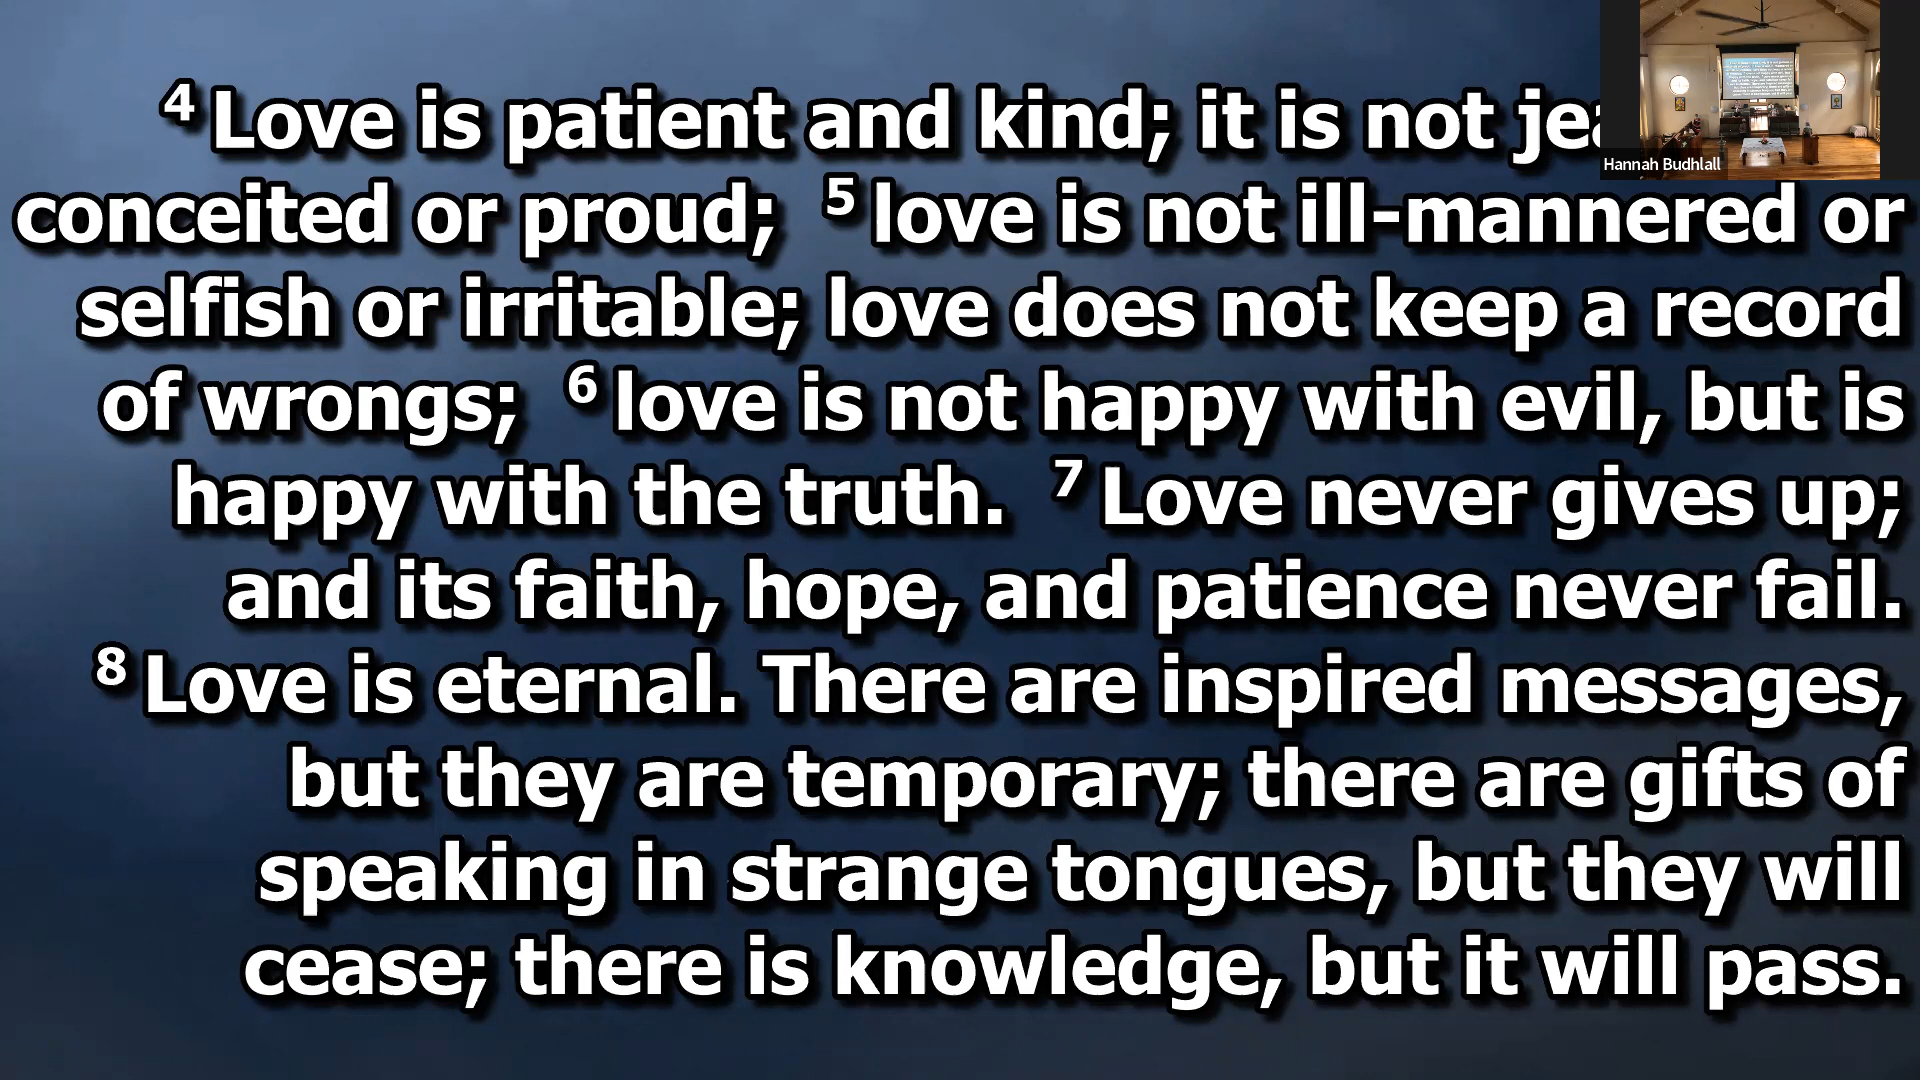 4 Love is patient and kind; it is not
conceited or proud; 5 love is not ill-mannered or
selfish or irritable; love does not keep a record
of wrongs; 6 love is not happy with evil, but is
happy with the truth. 7 Love never gives up;
and its faith, hope, and patience never fail.
8 Love is eternal. There are inspired messages,
but they are temporary; there are gifts of
speaking in strange tongues, but they will
cease; there is knowledge, but it will pass.
Hannah Budhlall